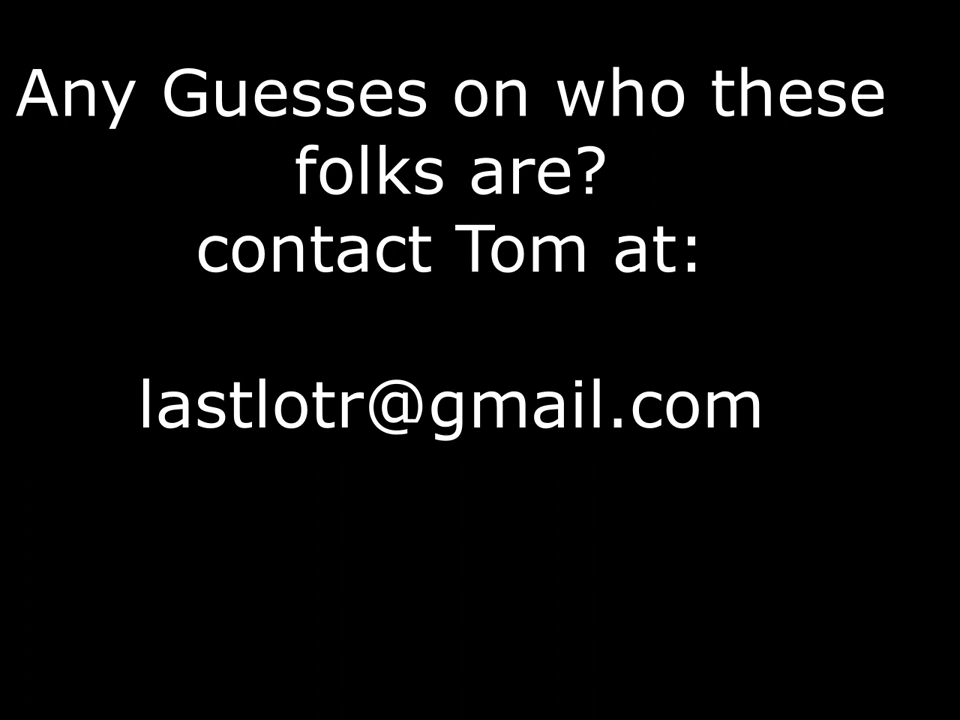 Any Guesses on who these
folks are?
contact Tom at:
lastlotr@gmail.com